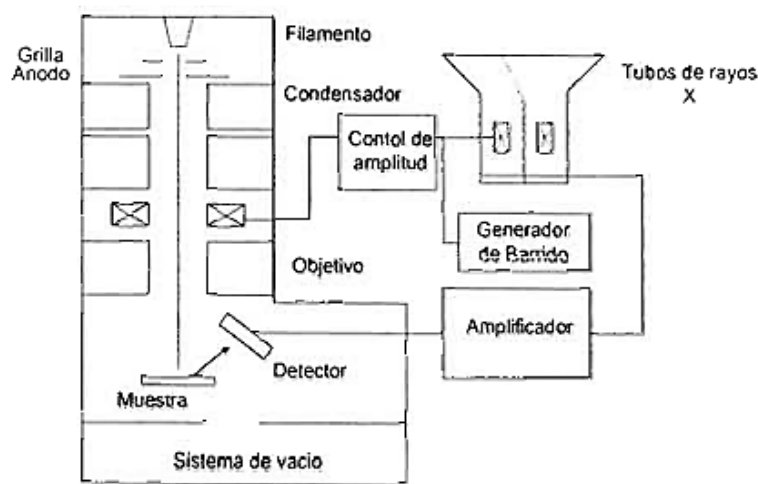 Filamento
Grilla
Anodo
Tubos de rayos
X
Condensador
Contol de
amplitud
Generador
de Barrido
Objetivo
Amplificador
Detector
Muestra
Sistema de vacio